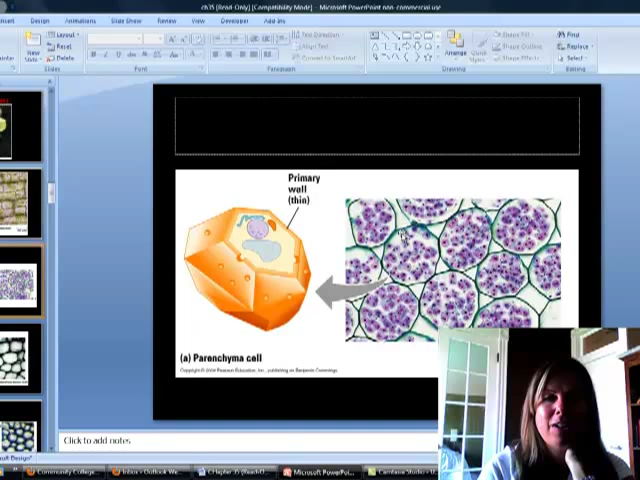 ch35 [Read-Only] [Compatibility Mode] - Microsoft PowerPoint non-commercial use
Design Animations Slide Show Review View Developer Add-Ins
Layout
Reset
Delete
New
Slides
Font
Paragraph
Text Direction
Align Text
Convert to SmartArt
Arrange
Quick
Styles
Shape Fill
Shape Outline
Shape Effects
Drawing
Find
Replace
Select
Editing
Primary
wall
(thin)
(a) Parenchyma cell
Copyright © Pearson Education, Inc., publishing as Benjamin Cummings.
Click to add notes
Community College
Inbox - Outlook We...
Chapter 35 (Read-O...
Microsoft PowerPoi...
Camtasia Studio - U